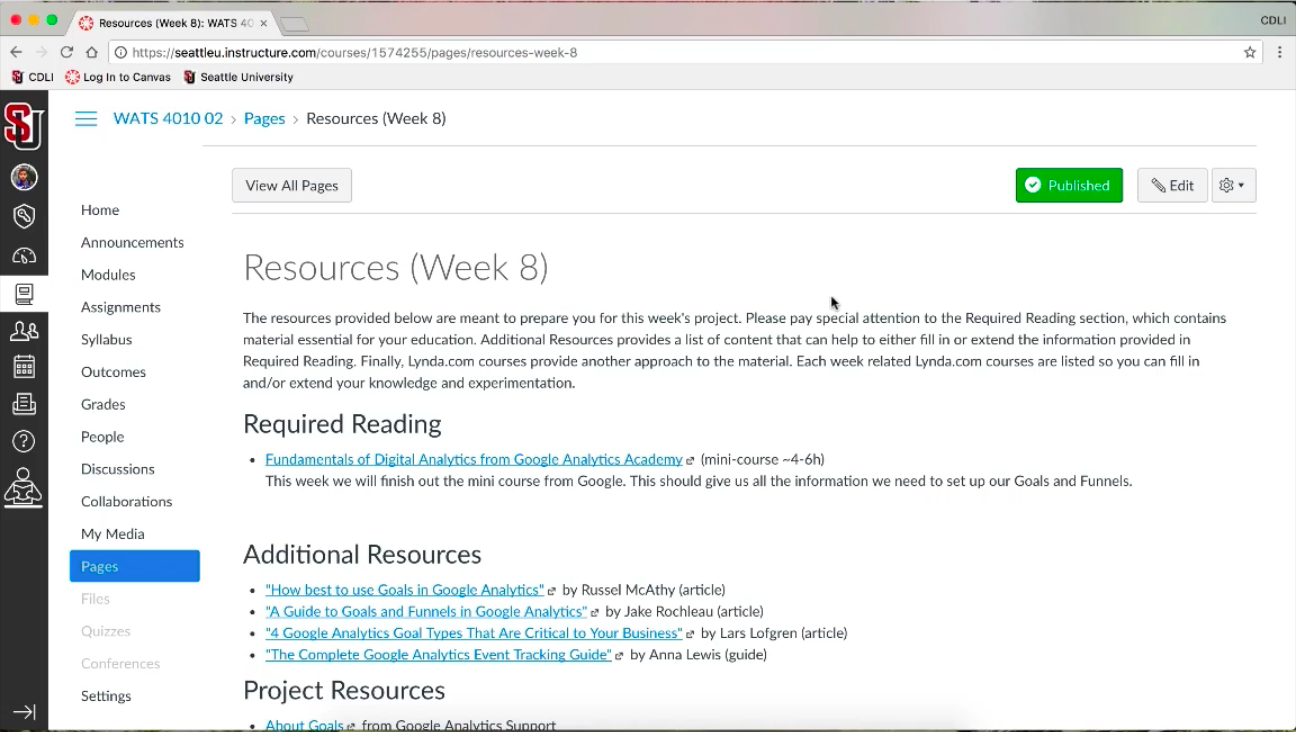 Resources (Week 8): WATS 40
CDLI
https://seattleu.instructure.com/courses/1574255/pages/resources-week-8
CDLI Log In to Canvas Seattle University
WATS 4010 02 > Pages > Resources (Week 8)
View All Pages
Published
Edit
Home
Announcements
Modules
Assignments
Syllabus
Outcomes
Grades
People
Discussions
Collaborations
My Media
Pages
Files
Quizzes
Conferences
Settings
Resources (Week 8)
The resources provided below are meant to prepare you for this week's project. Please pay special attention to the Required Reading section, which contains
material essential for your education. Additional Resources provides a list of content that can help to either fill in or extend the information provided in
Required Reading. Finally, Lynda.com courses provide another approach to the material. Each week related Lynda.com courses are listed so you can fill in
and/or extend your knowledge and experimentation.
Required Reading
• Fundamentals of Digital Analytics from Google Analytics Academy (mini-course ~4-6h)
This week we will finish out the mini course from Google. This should give us all the information we need to set up our Goals and Funnels.
Additional Resources
• "How best to use Goals in Google Analytics" by Russel McAthy (article)
• "A Guide to Goals and Funnels in Google Analytics" by Jake Rochleau (article)
• "4 Google Analytics Goal Types That Are Critical to Your Business" by Lars Lofgren (article)
• "The Complete Google Analytics Event Tracking Guide" by Anna Lewis (guide)
Project Resources
• About Goals from Google Analytics Support